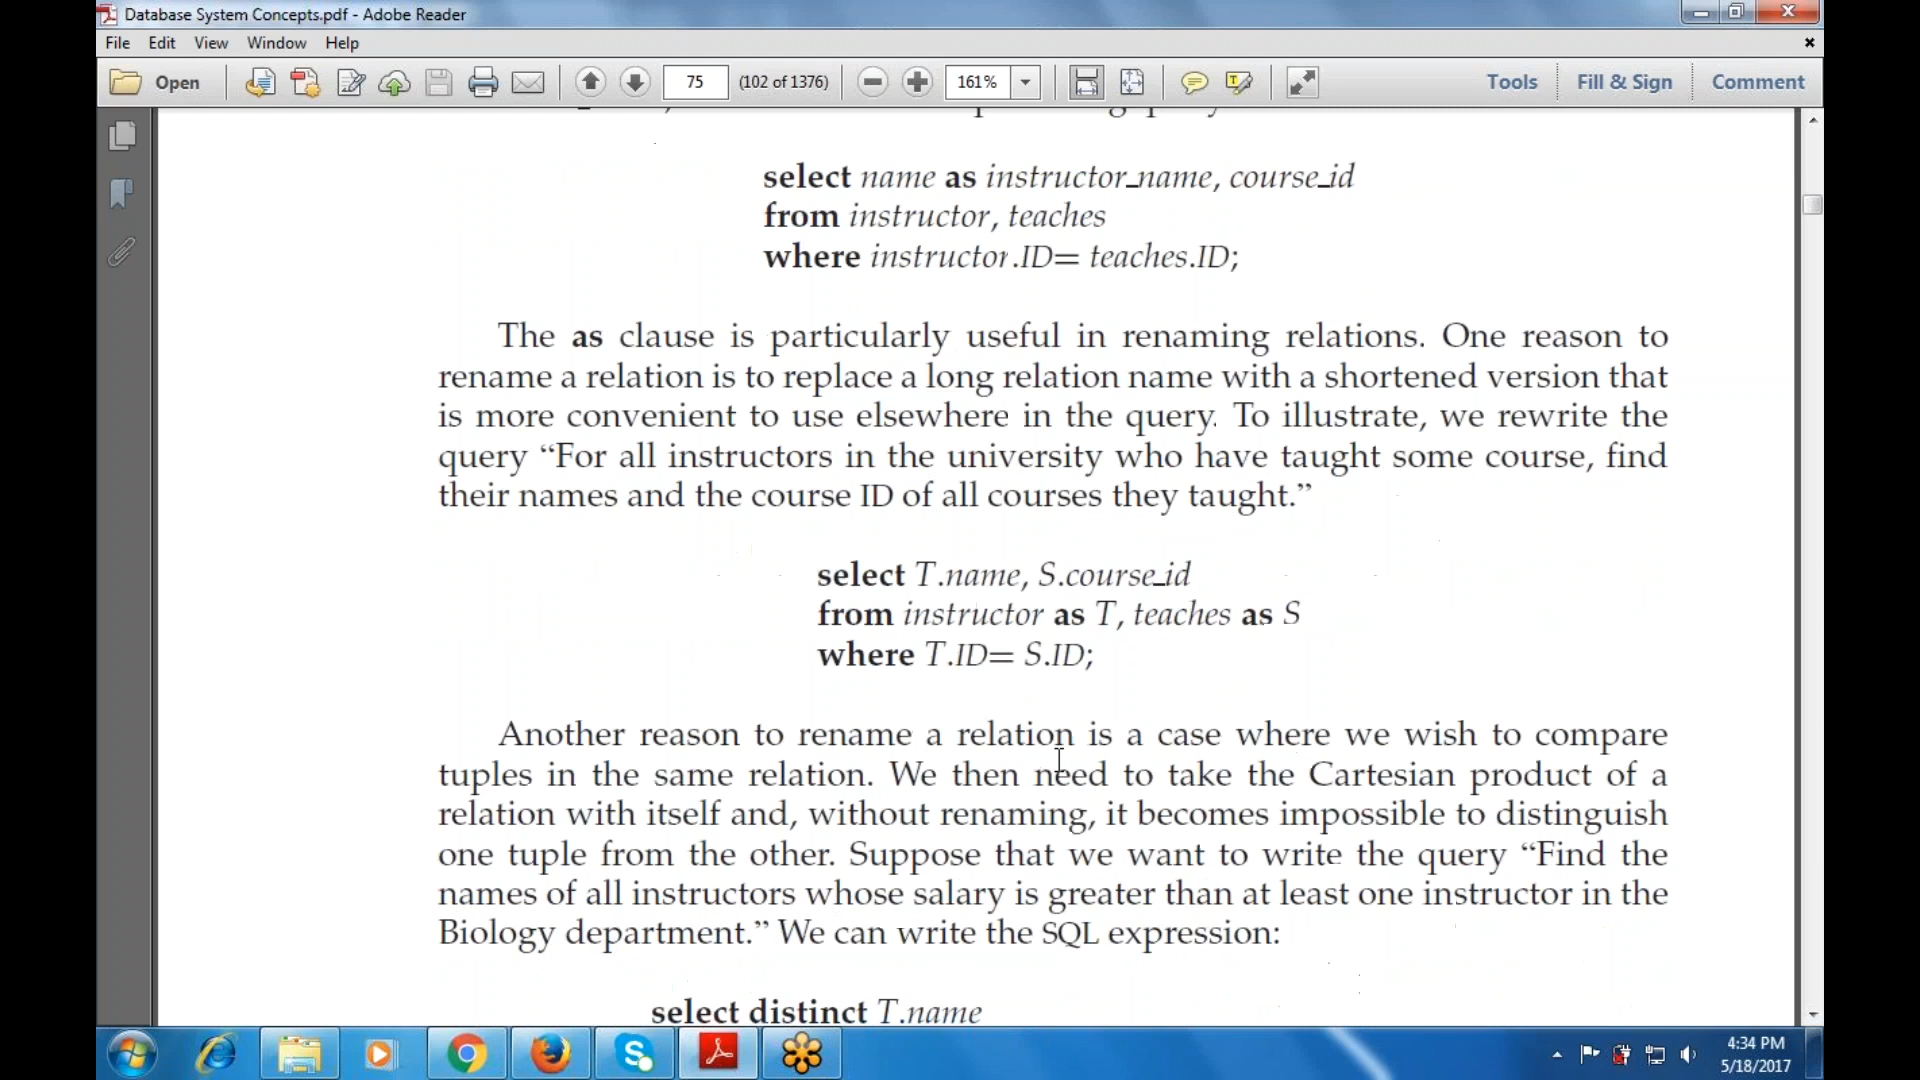 Database System Concepts.pdf - Adobe Reader
File Edit View Window Help
Open 75 (102 of 1376) 161% Tools Fill & Sign Comment
select name as instructor_name, course_id
from instructor, teaches
where instructor.ID= teaches.ID;
The as clause is particularly useful in renaming relations. One reason to
rename a relation is to replace a long relation name with a shortened version that
is more convenient to use elsewhere in the query. To illustrate, we rewrite the
query “For all instructors in the university who have taught some course, find
their names and the course ID of all courses they taught.”
select T.name, S.course_id
from instructor as T, teaches as S
where T.ID= S.ID;
Another reason to rename a relation is a case where we wish to compare
tuples in the same relation. We then need to take the Cartesian product of a
relation with itself and, without renaming, it becomes impossible to distinguish
one tuple from the other. Suppose that we want to write the query “Find the
names of all instructors whose salary is greater than at least one instructor in the
Biology department.” We can write the SQL expression:
select distinct T.name
4:34 PM
5/18/2017